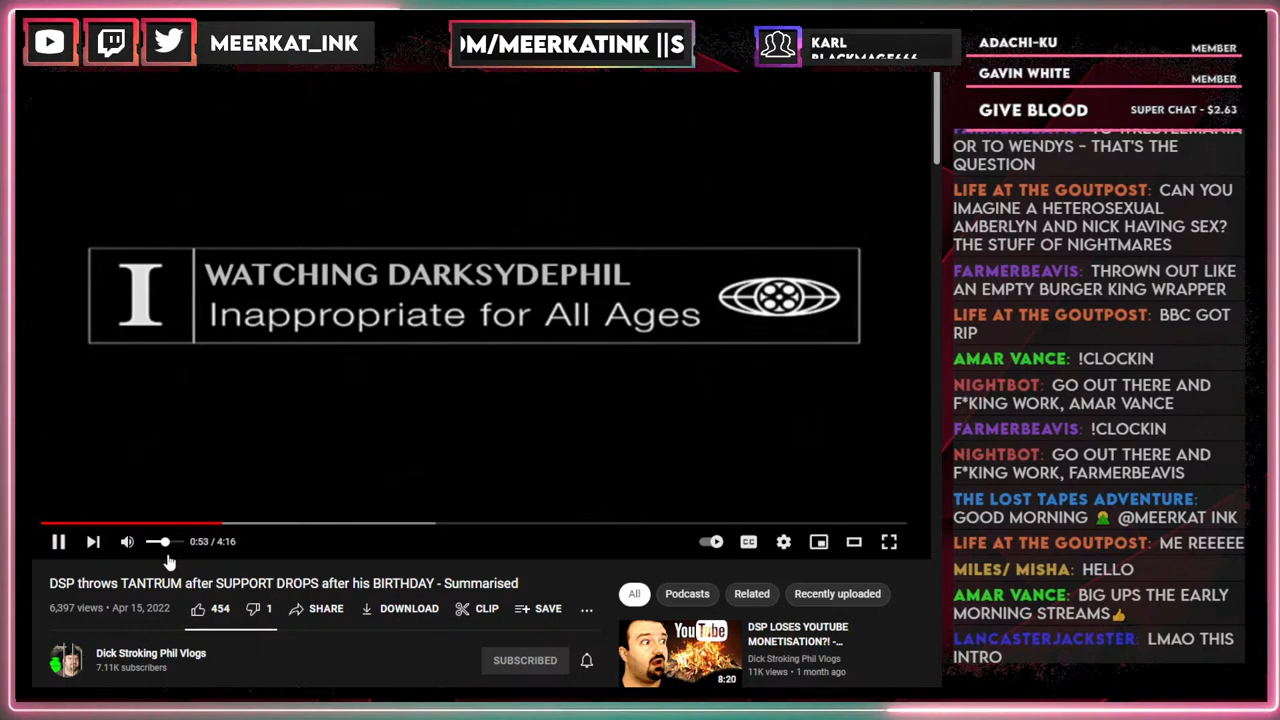 MEERKAT_INK
OM/MEERKATINK ||S
KARL
BLACKMAGE666
ADACHI-KU
MEMBER
GAVIN WHITE
MEMBER
GIVE BLOOD
SUPER CHAT - $2.63
FARMERBEAVIS: TO WRESTLEMANIA
OR TO WENDYS - THAT'S THE
QUESTION
LIFE AT THE GOUTPOST: CAN YOU
IMAGINE A HETEROSEXUAL
AMBERLYN AND NICK HAVING SEX?
THE STUFF OF NIGHTMARES
FARMERBEAVIS: THROWN OUT LIKE
AN EMPTY BURGER KING WRAPPER
LIFE AT THE GOUTPOST: BBC GOT
RIP
AMAR VANCE: !CLOCKIN
NIGHTBOT: GO OUT THERE AND
F*KING WORK, AMAR VANCE
FARMERBEAVIS: !CLOCKIN
NIGHTBOT: GO OUT THERE AND
F*KING WORK, FARMERBEAVIS
THE LOST TAPES ADVENTURE:
GOOD MORNING @MEERKAT INK
LIFE AT THE GOUTPOST: ME REEEEE
MILES/ MISHA: HELLO
AMAR VANCE: BIG UPS THE EARLY
MORNING STREAMS👍
LANCASTERJACKSTER: LMAO THIS
INTRO
I
WATCHING DARKSYDEPHIL
Inappropriate for All Ages
0:53 / 4:16
CC
DSP throws TANTRUM after SUPPORT DROPS after his BIRTHDAY - Summarised
6,397 views • Apr 15, 2022
454
1
SHARE
DOWNLOAD
CLIP
SAVE
...
Dick Stroking Phil Vlogs
7.11K subscribers
SUBSCRIBED
All
Podcasts
Related
Recently uploaded
YouTube
8:20
DSP LOSES YOUTUBE
MONETISATION?! -...
Dick Stroking Phil Vlogs
11K views • 1 month ago